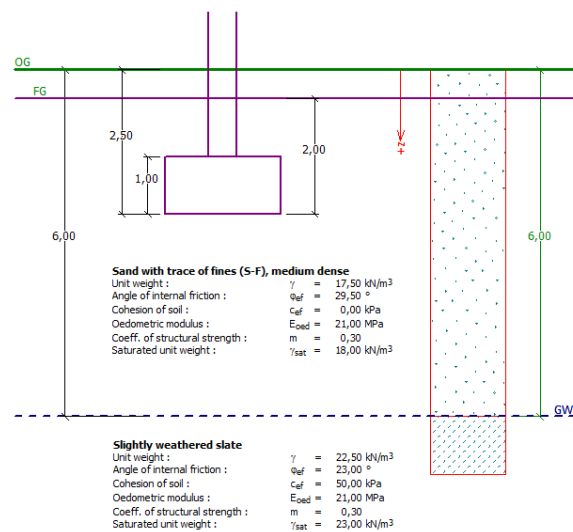 OG
FG
2,50
1,00
2,00
+z
6,00
6,00
Sand with trace of fines (S-F), medium dense
Unit weight : γ = 17,50 kN/m³
Angle of internal friction : φef = 29,50 °
Cohesion of soil : cef = 0,00 kPa
Oedometric modulus : Eoed = 21,00 MPa
Coeff. of structural strength : m = 0,30
Saturated unit weight : γsat = 18,00 kN/m³
GW
Slightly weathered slate
Unit weight : γ = 22,50 kN/m³
Angle of internal friction : φef = 23,00 °
Cohesion of soil : cef = 50,00 kPa
Oedometric modulus : Eoed = 21,00 MPa
Coeff. of structural strength : m = 0,30
Saturated unit weight : γsat = 23,00 kN/m³